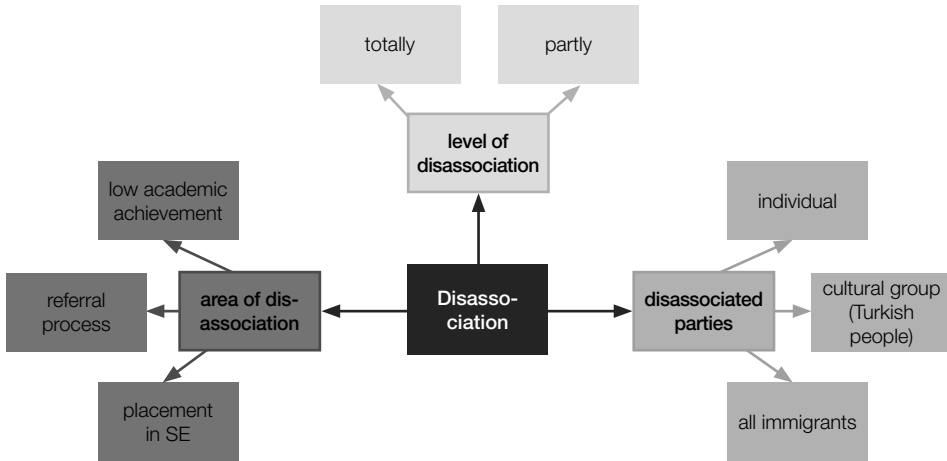 totally
partly
level of
disassociation
low academic
achievement
individual
referral
process
area of dis-
association
Disasso-
ciation
disassociated
parties
cultural group
(Turkish
people)
placement
in SE
all immigrants